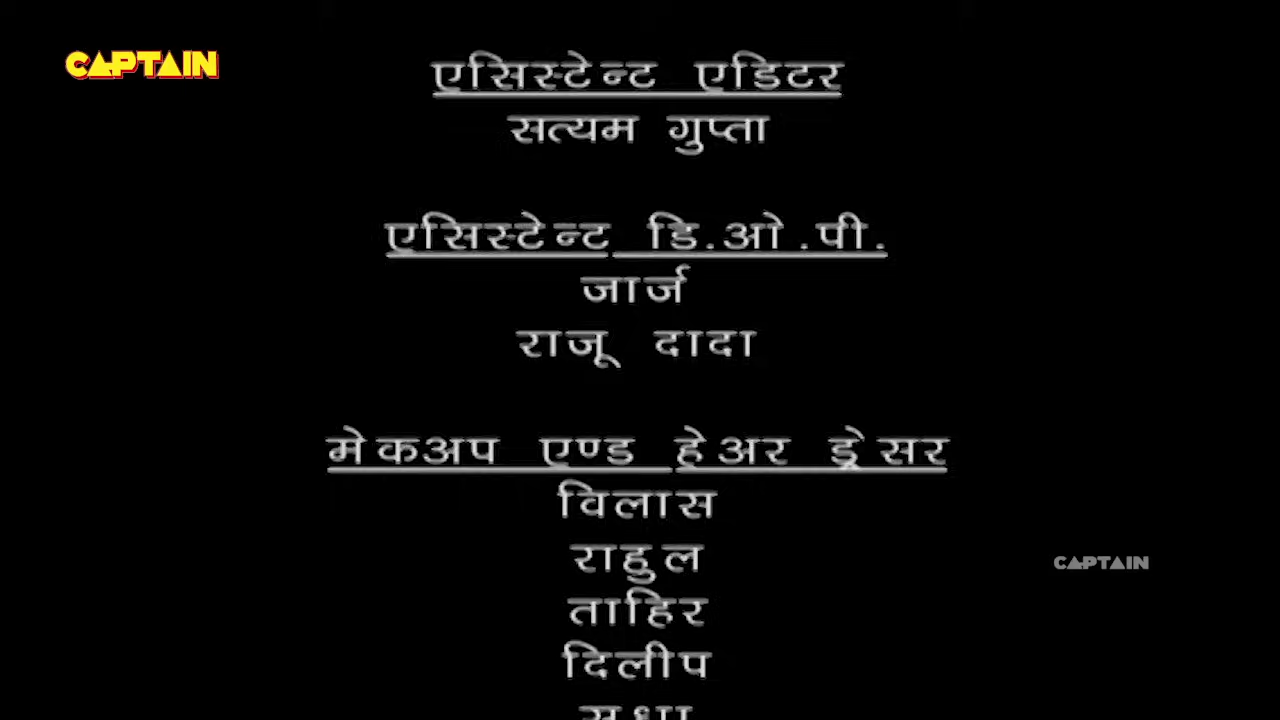 CAPTAIN
एसिस्टेन्ट एडिटर
सत्यम गुप्ता
एसिस्टेन्ट डि.ओ.पी.
जार्ज
राजू दादा
मेकअप एण्ड हेअर ड्रेसर
विलास
राहुल
CAPTAIN
ताहिर
दिलीप